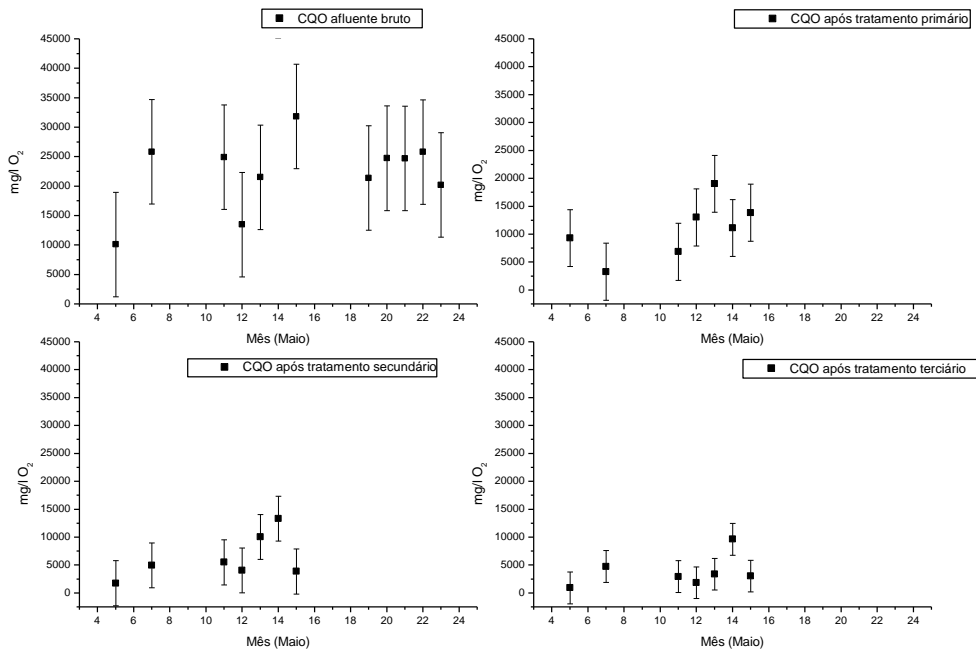 CQO afluente bruto
45000
40000
35000
30000
25000
20000
15000
10000
5000
0
mg/l O₂
4 6 8 10 12 14 16 18 20 22 24
Mês (Maio)
CQO após tratamento primário
45000
40000
35000
30000
25000
20000
15000
10000
5000
0
mg/l O₂
4 6 8 10 12 14 16 18 20 22 24
Mês (Maio)
CQO após tratamento secundário
45000
40000
35000
30000
25000
20000
15000
10000
5000
0
mg/l O₂
4 6 8 10 12 14 16 18 20 22 24
Mês (Maio)
CQO após tratamento terciário
45000
40000
35000
30000
25000
20000
15000
10000
5000
0
mg/l O₂
4 6 8 10 12 14 16 18 20 22 24
Mês (Maio)